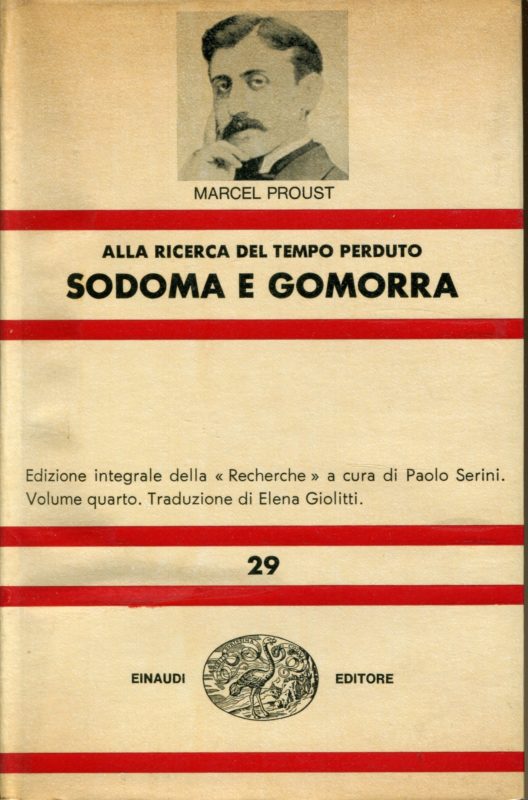 MARCEL PROUST
ALLA RICERCA DEL TEMPO PERDUTO
SODOMA E GOMORRA
Edizione integrale della « Recherche » a cura di Paolo Serini.
Volume quarto. Traduzione di Elena Giolitti.
29
EINAUDI EDITORE